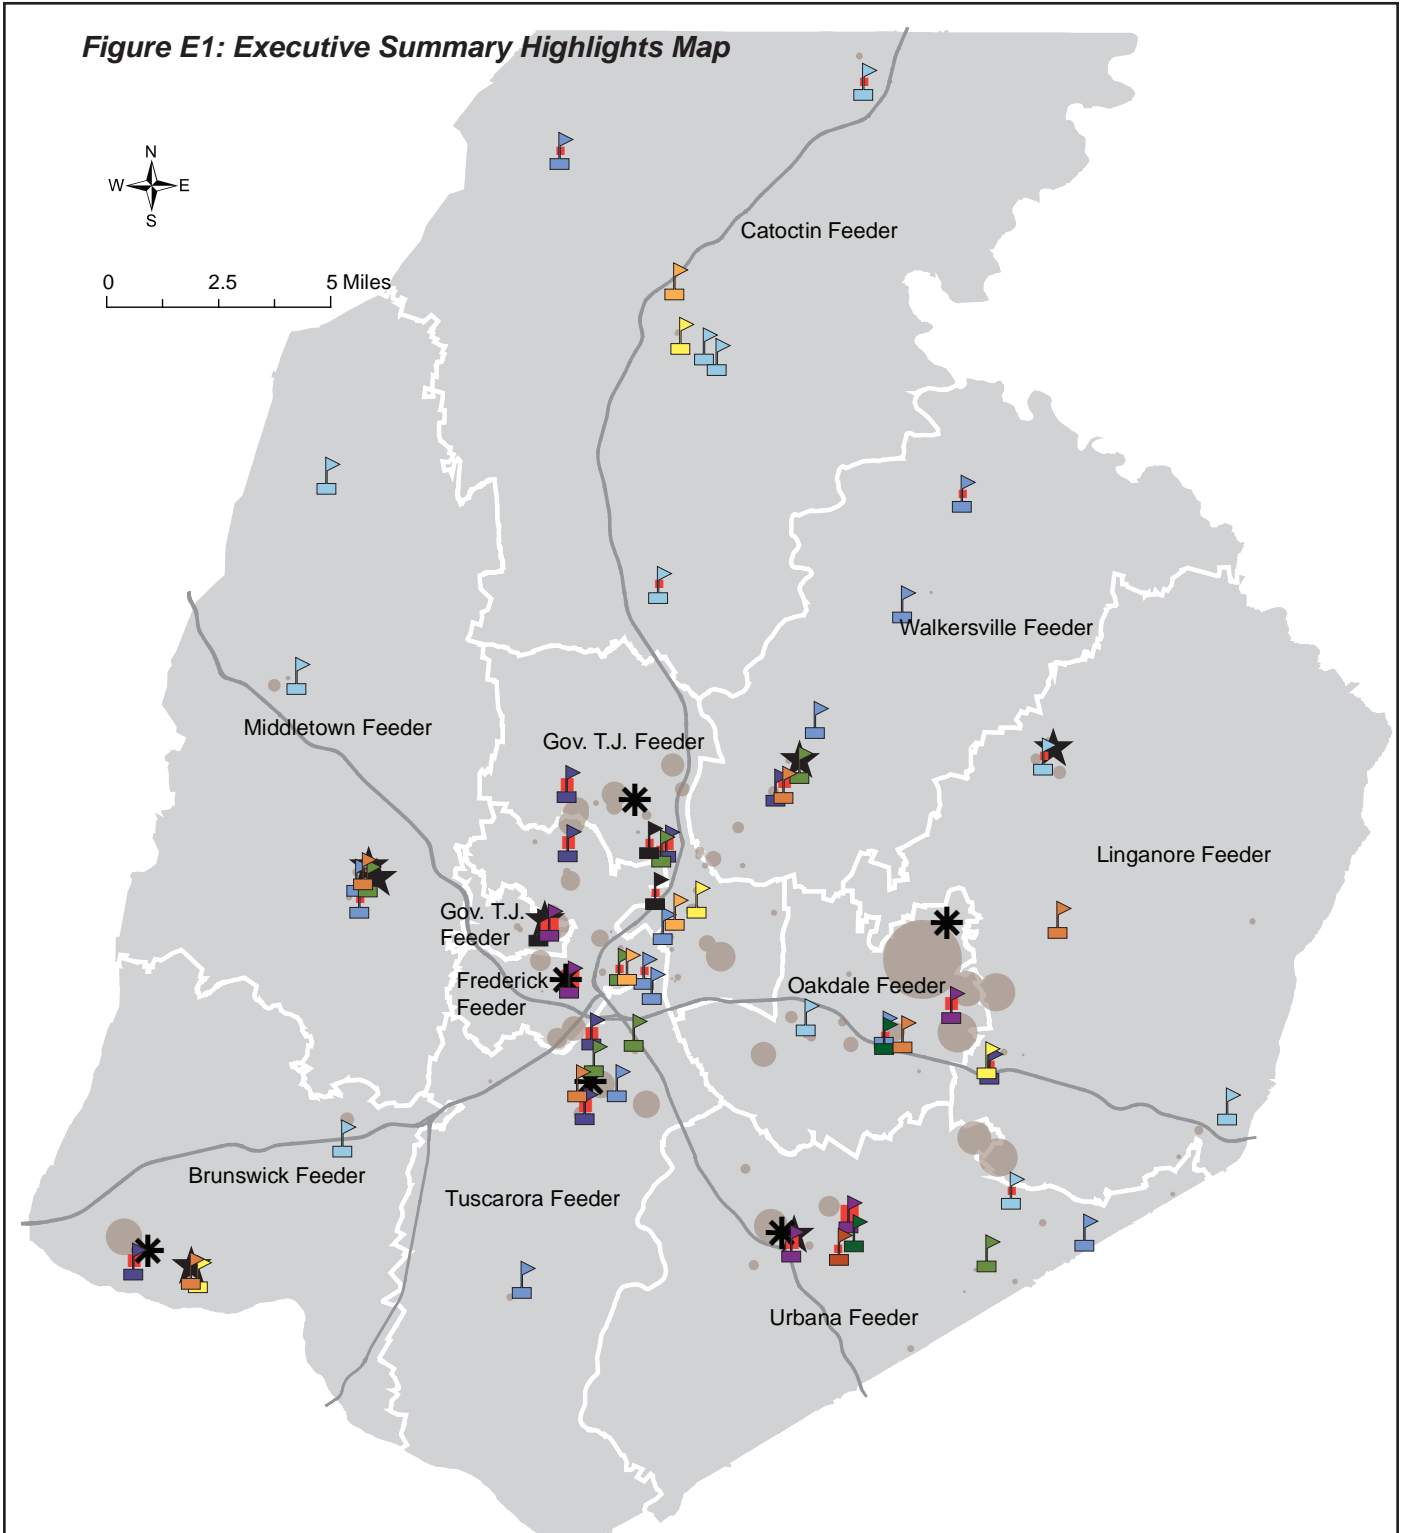 Figure E1: Executive Summary Highlights Map
N
W E
S
0 2.5 5 Miles
Catoctin Feeder
Walkersville Feeder
Middletown Feeder
Gov. T.J. Feeder
Linganore Feeder
Gov. T.J.
Feeder
Frederick
Feeder
Oakdale Feeder
Brunswick Feeder
Tuscarora Feeder
Urbana Feeder